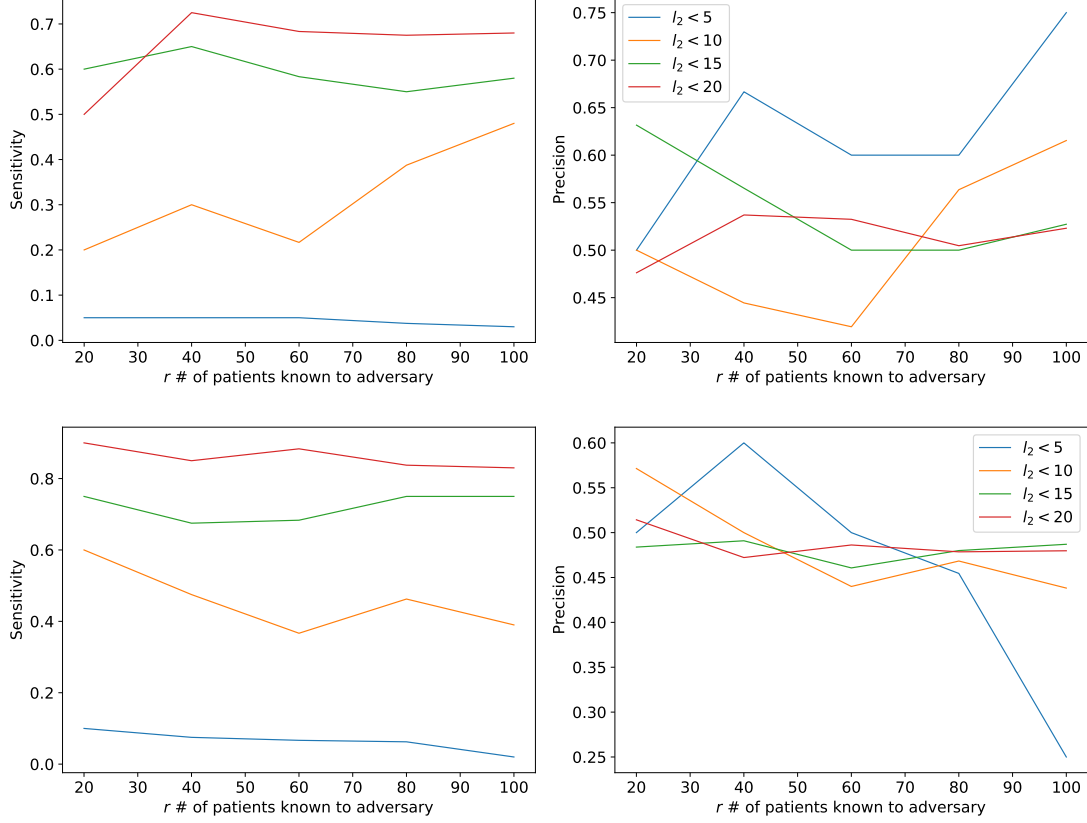 0.7
0.6
0.5
0.4
0.3
0.2
0.1
0.0
Sensitivity
20 30 40 50 60 70 80 90 100
r # of patients known to adversary
0.75
0.70
0.65
0.60
0.55
0.50
0.45
Precision
l₂ < 5
l₂ < 10
l₂ < 15
l₂ < 20
20 30 40 50 60 70 80 90 100
r # of patients known to adversary
0.8
0.6
0.4
0.2
0.0
Sensitivity
20 30 40 50 60 70 80 90 100
r # of patients known to adversary
0.60
0.55
0.50
0.45
0.40
0.35
0.30
0.25
Precision
l₂ < 5
l₂ < 10
l₂ < 15
l₂ < 20
20 30 40 50 60 70 80 90 100
r # of patients known to adversary